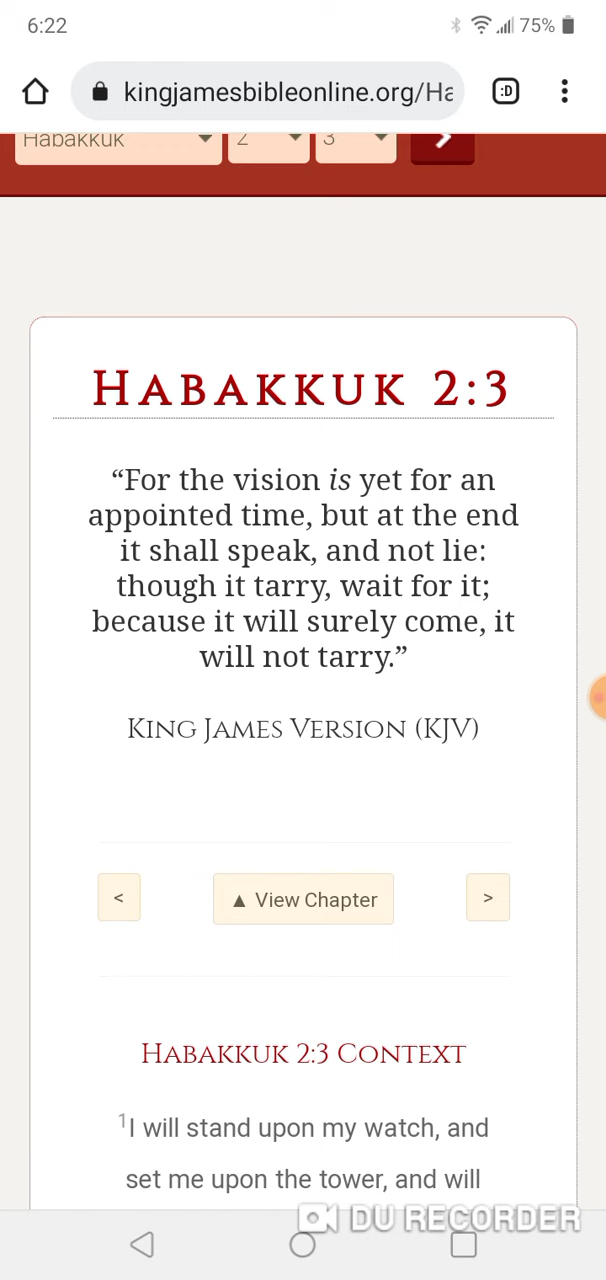 6:22
75%
kingjamesbibleonline.org/Ha
:D
Habakkuk 2 3
HABAKKUK 2:3
“For the vision is yet for an
appointed time, but at the end
it shall speak, and not lie:
though it tarry, wait for it;
because it will surely come, it
will not tarry.”
KING JAMES VERSION (KJV)
< ▲ View Chapter >
HABAKKUK 2:3 CONTEXT
1I will stand upon my watch, and
set me upon the tower, and will
DU RECORDER